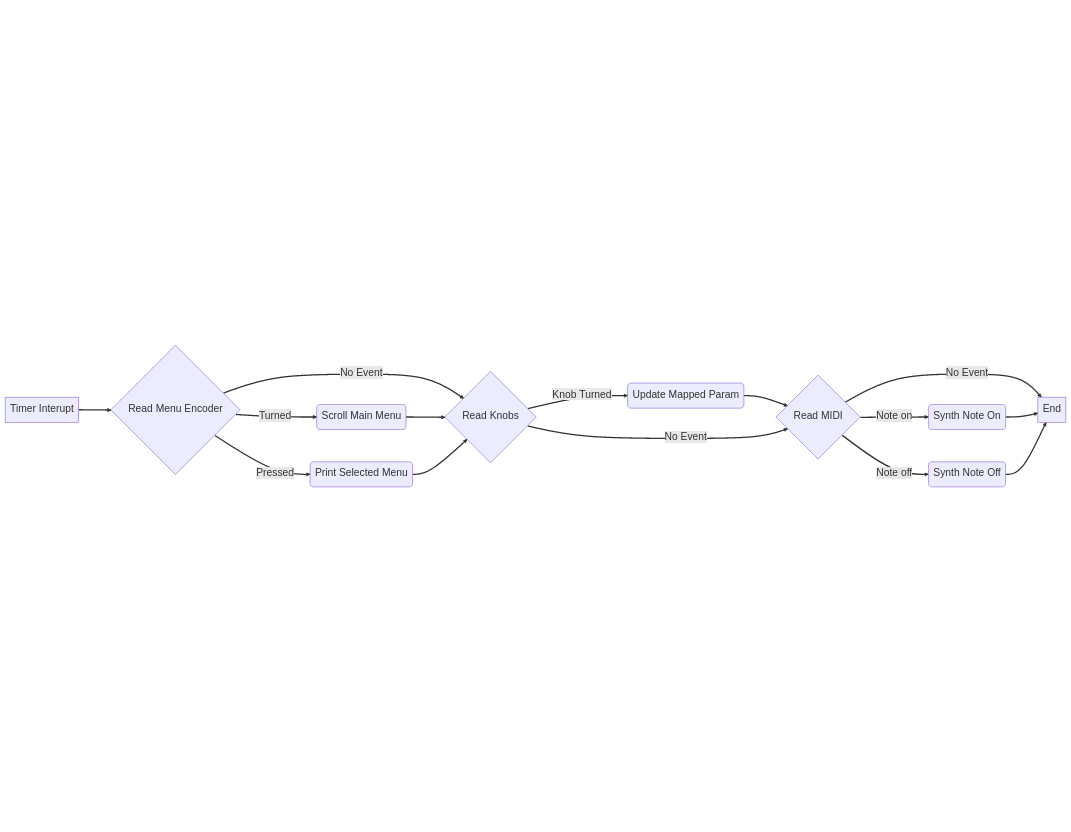 Timer Interupt
Read Menu Encoder
No Event
Turned
Pressed
Scroll Main Menu
Print Selected Menu
Read Knobs
Knob Turned
No Event
Update Mapped Param
Read MIDI
No Event
Note on
Note off
Synth Note On
Synth Note Off
End